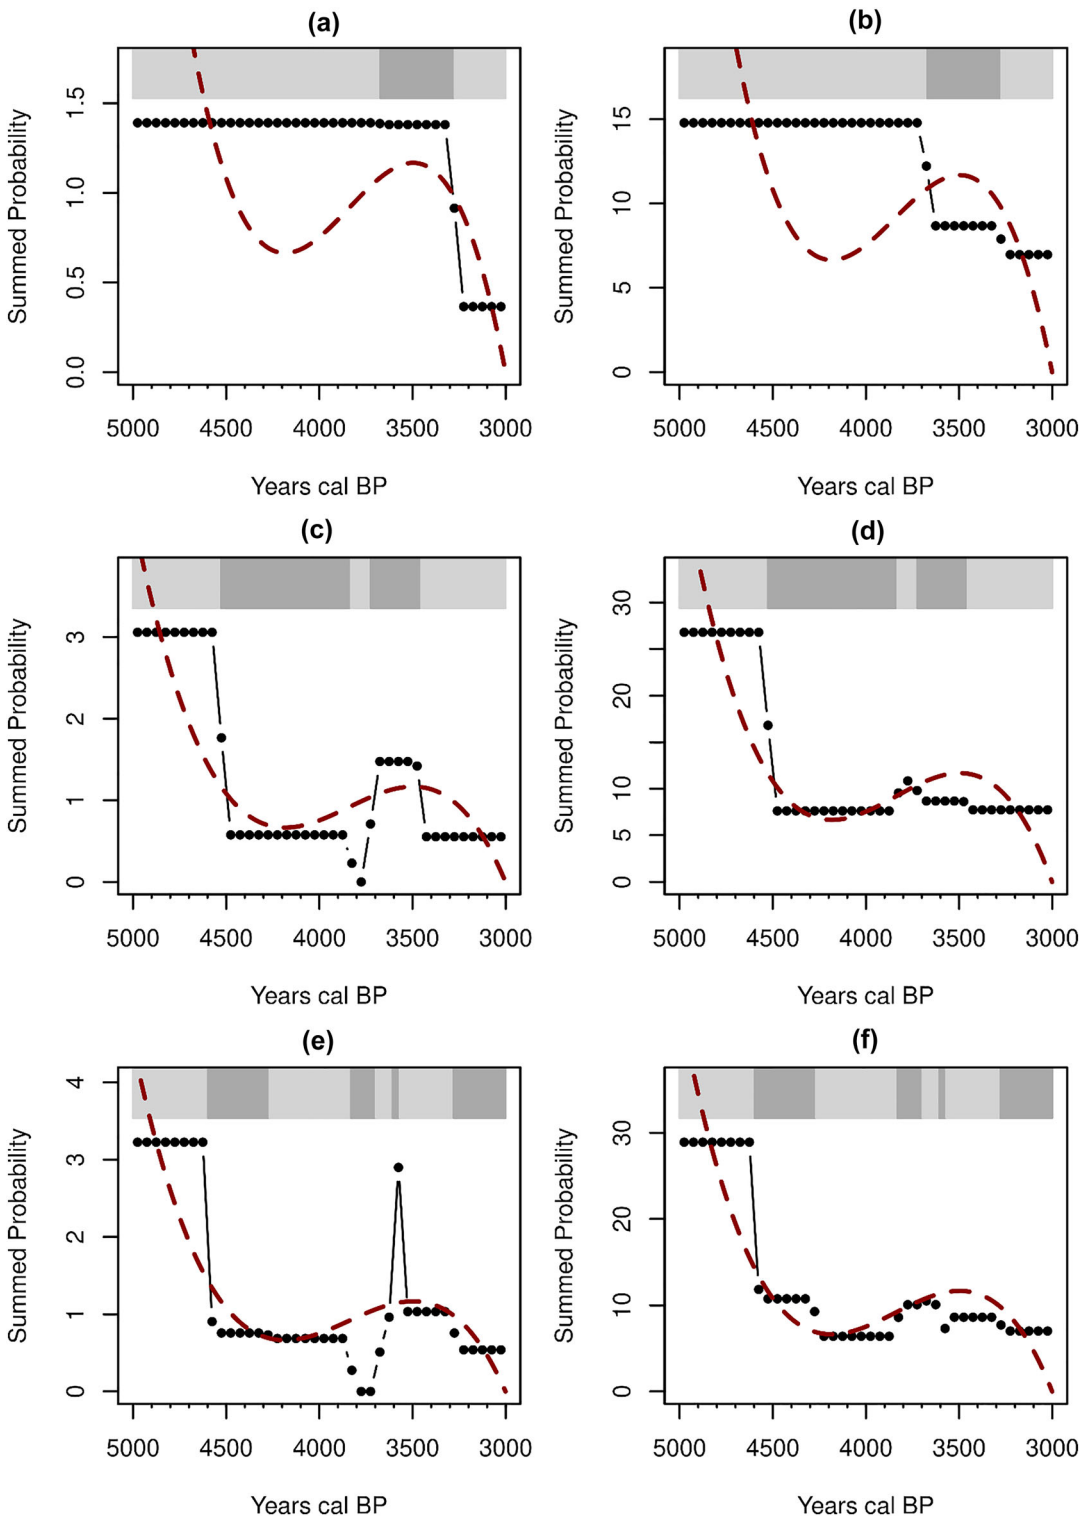 (a)
Summed Probability
1.5
1.0
0.5
0.0
5000 4500 4000 3500 3000
Years cal BP
(b)
Summed Probability
15
10
5
0
5000 4500 4000 3500 3000
Years cal BP
(c)
Summed Probability
3
2
1
0
5000 4500 4000 3500 3000
Years cal BP
(d)
Summed Probability
30
20
10
5
0
5000 4500 4000 3500 3000
Years cal BP
(e)
Summed Probability
4
3
2
1
0
5000 4500 4000 3500 3000
Years cal BP
(f)
Summed Probability
30
20
10
0
5000 4500 4000 3500 3000
Years cal BP